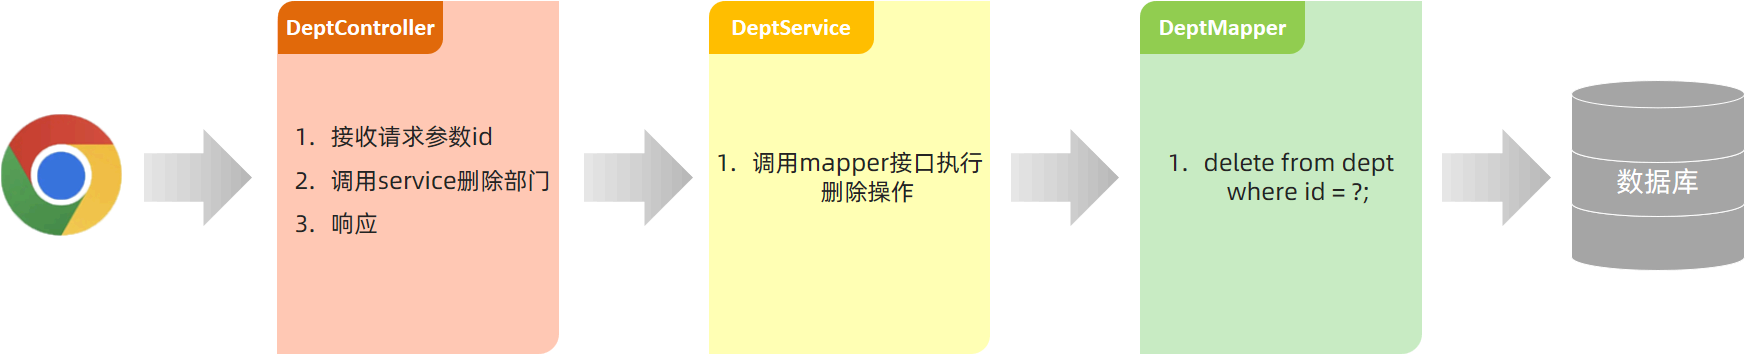 DeptController
1. 接收请求参数id
2. 调用service删除部门
3. 响应
DeptService
1. 调用mapper接口执行
删除操作
DeptMapper
1. delete from dept
where id = ?;
数据库